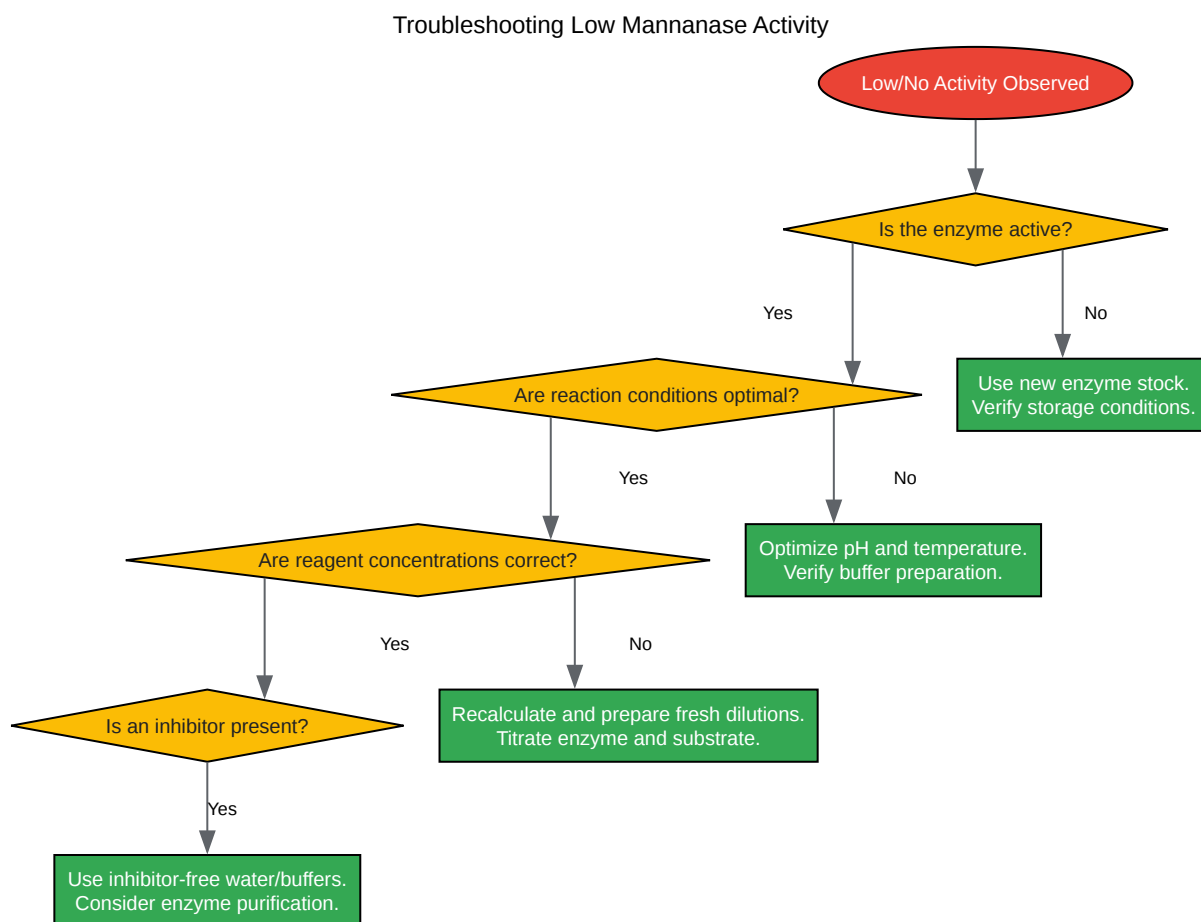 Troubleshooting Low Mannanase Activity
Low/No Activity Observed
Is the enzyme active?
Yes
No
Use new enzyme stock.
Verify storage conditions.
Are reaction conditions optimal?
Yes
No
Optimize pH and temperature.
Verify buffer preparation.
Are reagent concentrations correct?
Yes
No
Recalculate and prepare fresh dilutions.
Titrate enzyme and substrate.
Is an inhibitor present?
Yes
Use inhibitor-free water/buffers.
Consider enzyme purification.